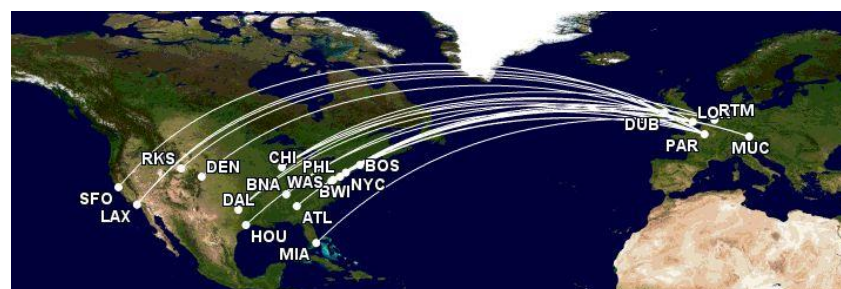 LON
RTM
DUB
PAR
MUC
CHI
PHL
BOS
RKS
DEN
BNA
WAS
BWI
NYC
SFO
LAX
DAL
ATL
HOU
MIA